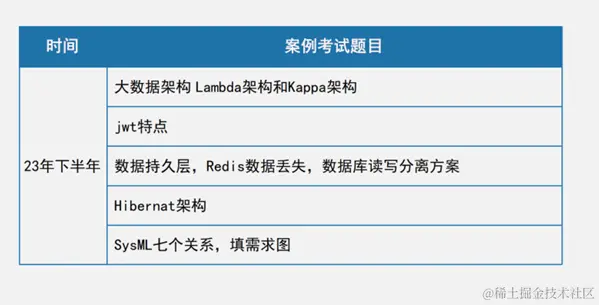 时间 案例考试题目
大数据架构 Lambda架构和Kappa架构
jwt特点
23年下半年 数据持久层，Redis数据丢失，数据库读写分离方案
Hibernat架构
SysML七个关系，填需求图
@稀土掘金技术社区